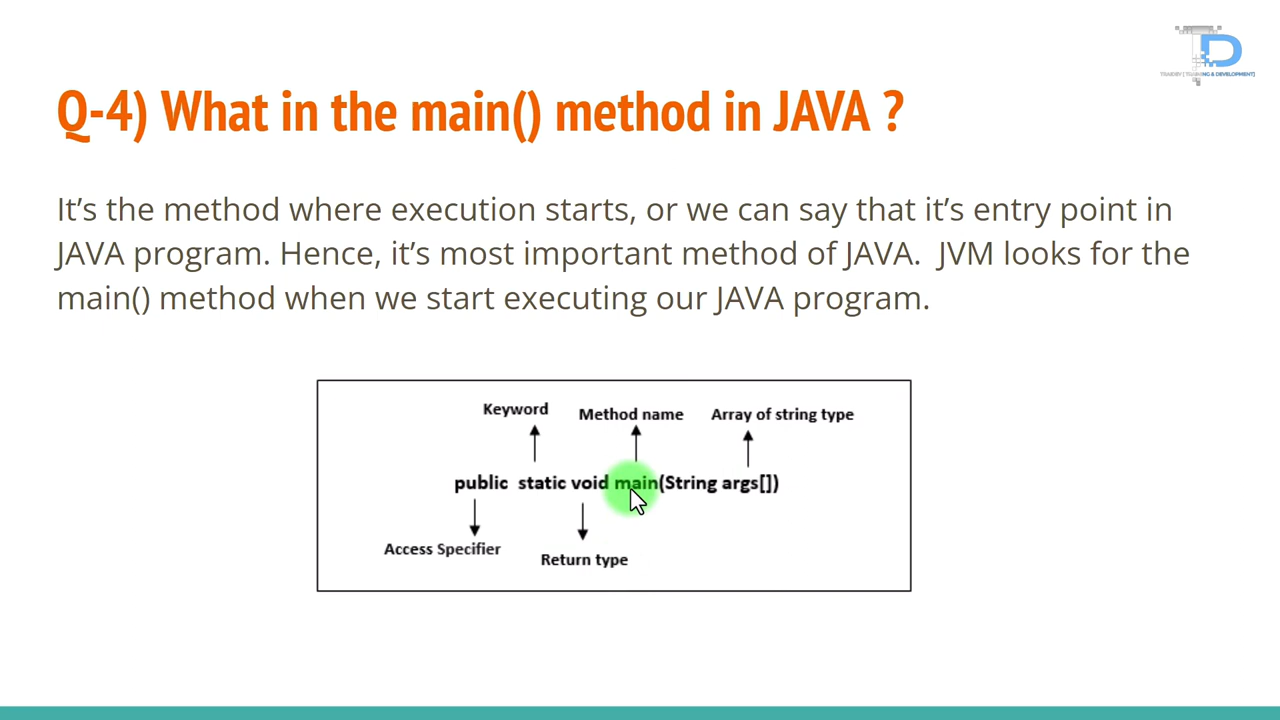 Q-4) What in the main() method in JAVA ?
It's the method where execution starts, or we can say that it's entry point in
JAVA program. Hence, it's most important method of JAVA.  JVM looks for the
main() method when we start executing our JAVA program.
Keyword
Method name
Array of string type
public static void main(String args[])
Access Specifier
Return type